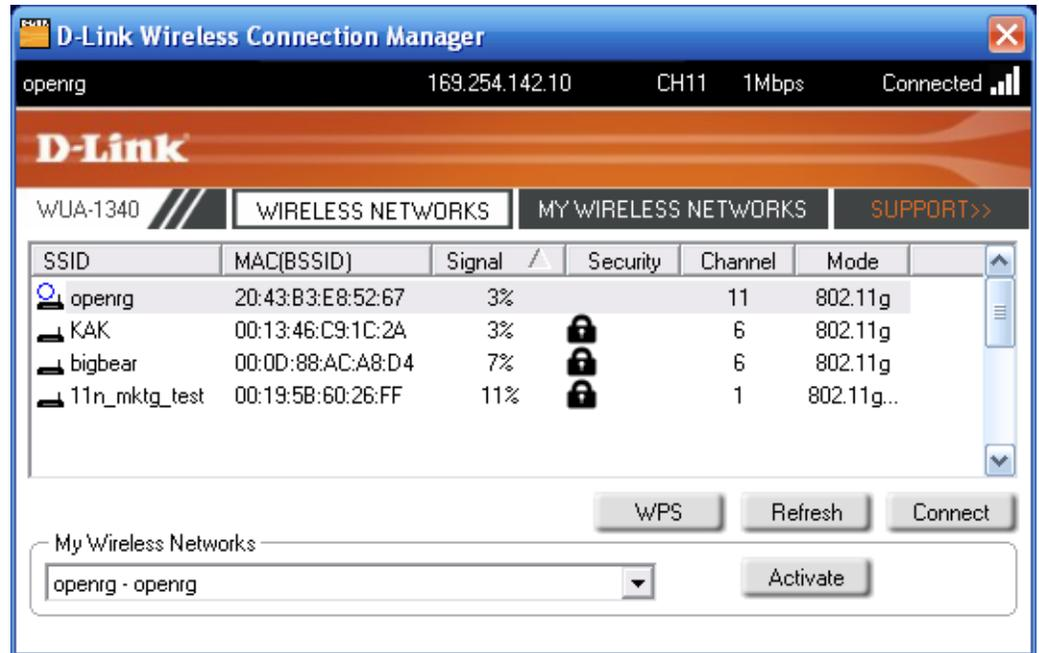 D-Link Wireless Connection Manager
openrg 169.254.142.10 CH11 1Mbps Connected
D-Link
WUA-1340 WIRELESS NETWORKS MY WIRELESS NETWORKS SUPPORT>>
SSID MAC(BSSID) Signal Security Channel Mode
openrg 20:43:B3:E8:52:67 3% 11 802.11g
KAK 00:13:46:C9:1C:2A 3% 6 802.11g
bigbear 00:0D:88:AC:A8:D4 7% 6 802.11g
11n_mktg_test 00:19:5B:60:26:FF 11% 1 802.11g...
WPS Refresh Connect
My Wireless Networks
openrg - openrg Activate